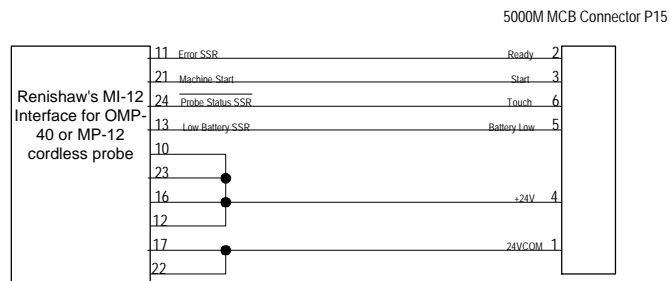 5000M MCB Connector P15
11 Error SSR Ready 2
21 Machine Start Start 3
Renishaw's MI-12
24 Probe Status SSR Touch 6
Interface for OMP-
13 Low Battery SSR Battery Low 5
40 or MP-12
10
cordless probe
23
16 +24V 4
12
17 24VCOM 1
22